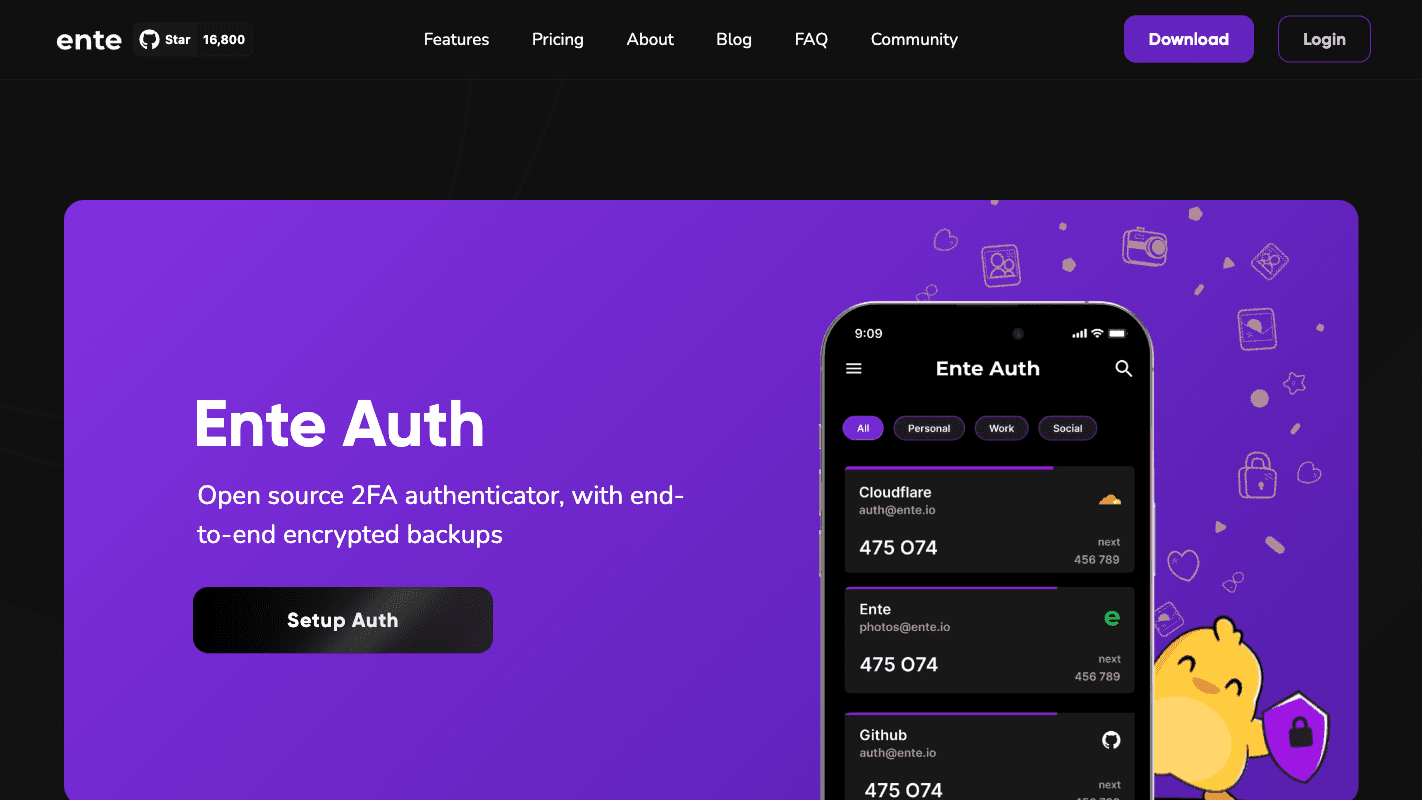 ente
Star 16,800
Features Pricing About Blog FAQ Community
Download Login
Ente Auth
Open source 2FA authenticator, with end-
to-end encrypted backups
Setup Auth
9:09
Ente Auth
All Personal Work Social
Cloudflare
auth@ente.io
475 074
next
456 789
Ente
photos@ente.io
e
475 074
next
456 789
Github
auth@ente.io
475 074
next